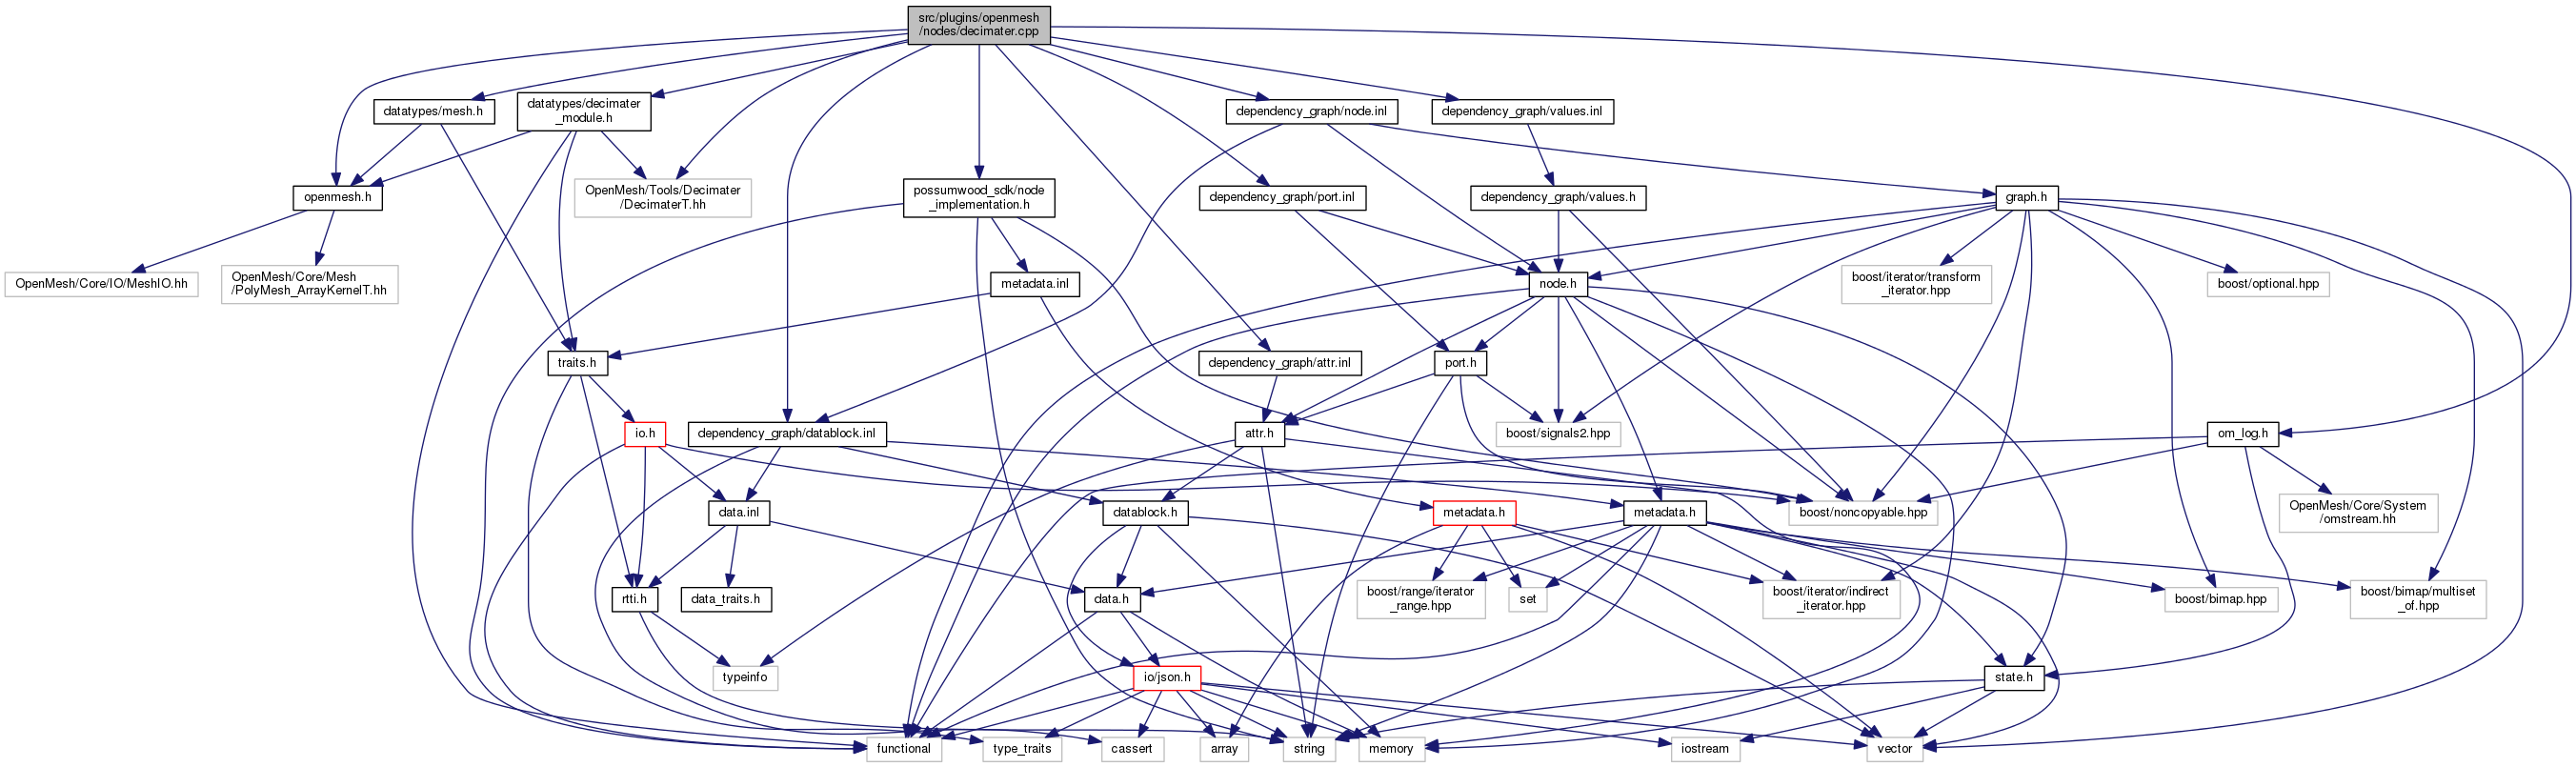 src/plugins/openmesh
/nodes/decimater.cpp
datatypes/mesh.h
datatypes/decimater
_module.h
dependency_graph/node.inl
dependency_graph/values.inl
openmesh.h
OpenMesh/Tools/Decimater
/DecimaterT.hh
possumwood_sdk/node
_implementation.h
dependency_graph/port.inl
dependency_graph/values.h
graph.h
OpenMesh/Core/IO/MeshIO.hh
OpenMesh/Core/Mesh
/PolyMesh_ArrayKernelT.hh
metadata.inl
node.h
boost/iterator/transform
_iterator.hpp
boost/optional.hpp
traits.h
dependency_graph/attr.inl
port.h
io.h
dependency_graph/datablock.inl
attr.h
boost/signals2.hpp
om_log.h
data.inl
datablock.h
metadata.h
boost/noncopyable.hpp
metadata.h
OpenMesh/Core/System
/omstream.hh
rtti.h
data_traits.h
data.h
boost/range/iterator
_range.hpp
set
boost/iterator/indirect
_iterator.hpp
boost/bimap.hpp
boost/bimap/multiset
_of.hpp
typeinfo
io/json.h
state.h
functional
type_traits
cassert
array
string
memory
iostream
vector